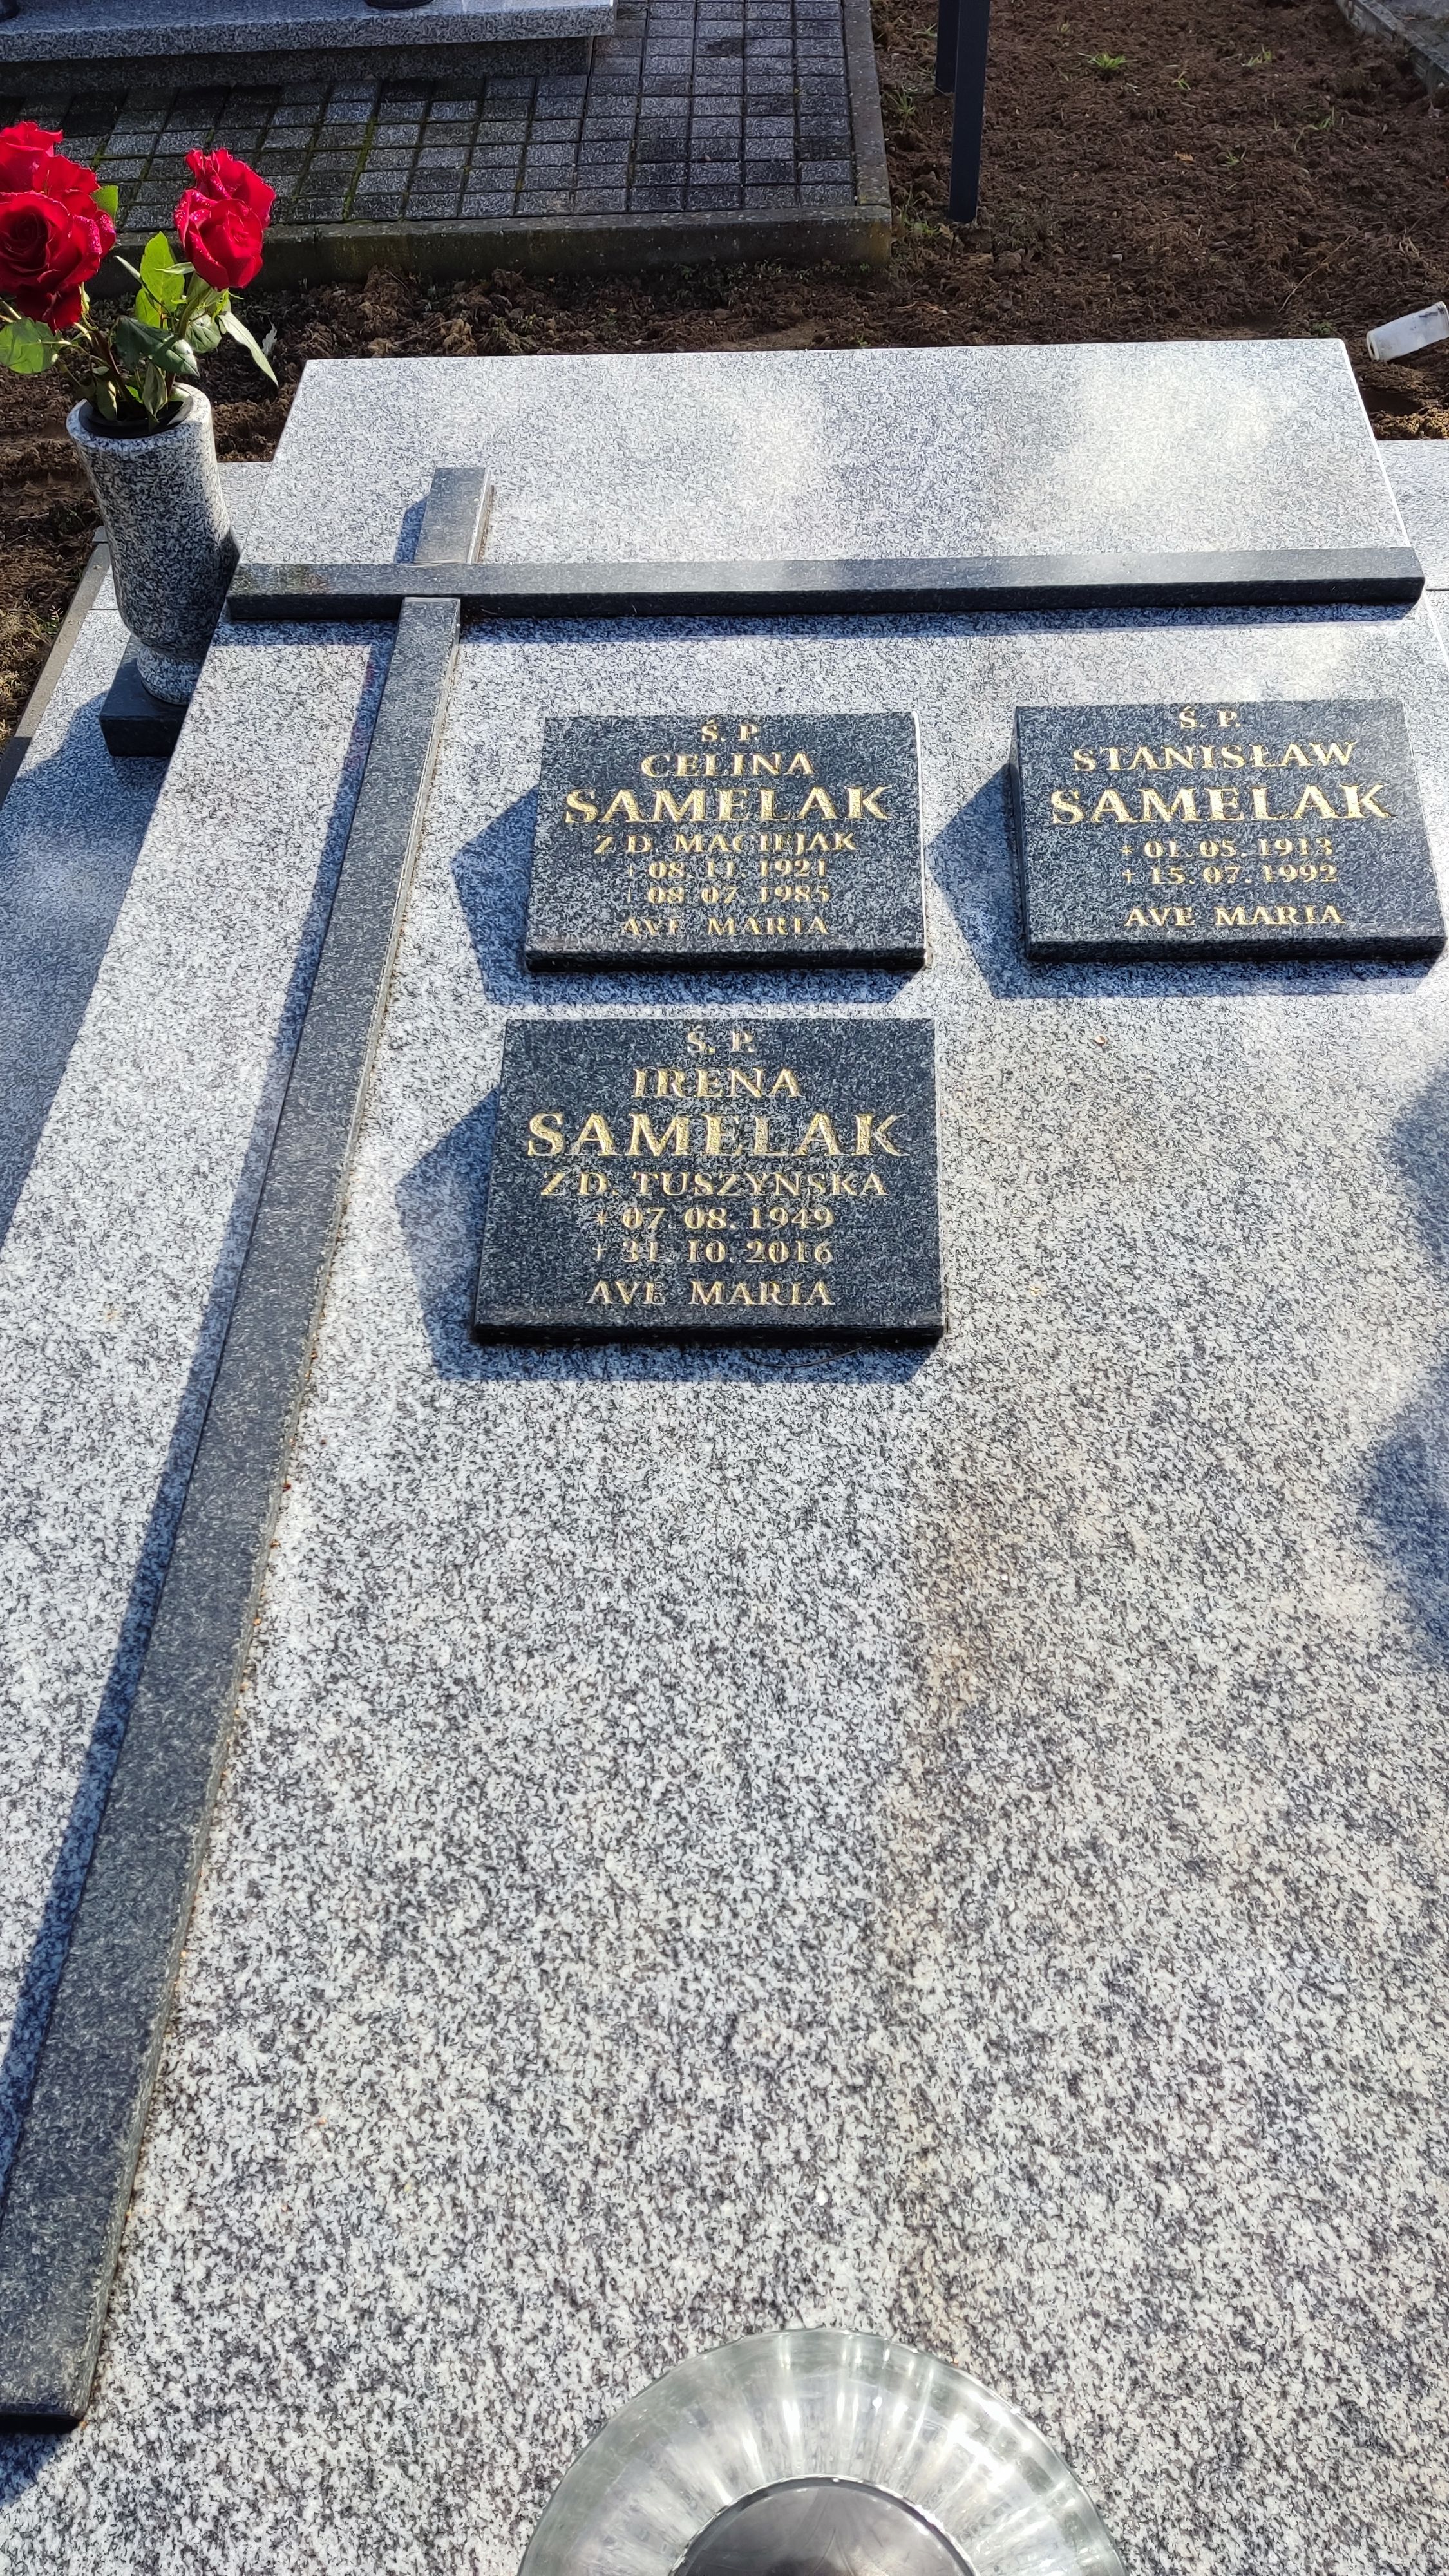 Ś. P.
CELINA
SAMELAK
Z D. MACIEJAK
* 08. 11. 1921
† 08. 07. 1985
AVE MARIA
Ś. P.
STANISŁAW
SAMELAK
* 01. 05. 1913
† 15. 07. 1992
AVE MARIA
Ś. P.
IRENA
SAMELAK
Z D. TUSZYŃSKA
* 07. 08. 1949
† 31. 10. 2016
AVE MARIA